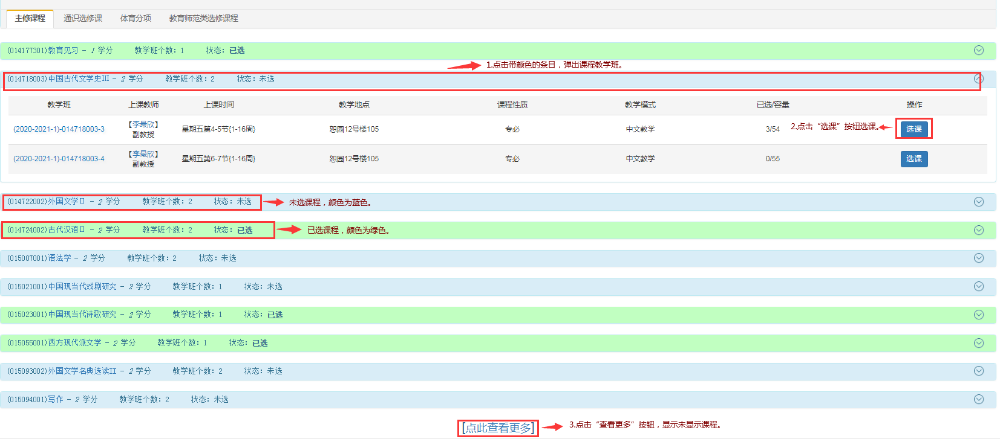 主修课程 通识选修课 体育分项 教育师范类选修课程
(014177301)教育见习 - 1 学分 教学班个数: 1 状态: 已选
1.点击带颜色的条目，弹出课程教学班。
(014718003)中国古代文学史III - 2 学分 教学班个数: 2 状态: 未选
教学班 上课教师 上课时间 教学地点 课程性质 教学模式 已选/容量 操作
(2020-2021-1)-014718003-3 【李最欣】 副教授 星期五第4-5节{1-16周} 恕园12号楼105 专必 中文教学 3/54 2.点击“选课”按钮选课。 选课
(2020-2021-1)-014718003-4 【李最欣】 副教授 星期五第6-7节{1-16周} 恕园12号楼105 专必 中文教学 0/55 选课
(014722002)外国文学II - 2 学分 教学班个数: 2 状态: 未选 未选课程，颜色为蓝色。
(014724002)古代汉语II - 2 学分 教学班个数: 2 状态: 已选 已选课程，颜色为绿色。
(015007001)语法学 - 2 学分 教学班个数: 2 状态: 未选
(015021001)中国现当代戏剧研究 - 2 学分 教学班个数: 1 状态: 未选
(015023001)中国现当代诗歌研究 - 2 学分 教学班个数: 1 状态: 已选
(015055001)西方现代派文学 - 2 学分 教学班个数: 1 状态: 已选
(015093002)外国文学名典选读II - 2 学分 教学班个数: 2 状态: 未选
(015094001)写作 - 2 学分 教学班个数: 2 状态: 未选
[点此查看更多] 3.点击“查看更多”按钮，显示未显示课程。